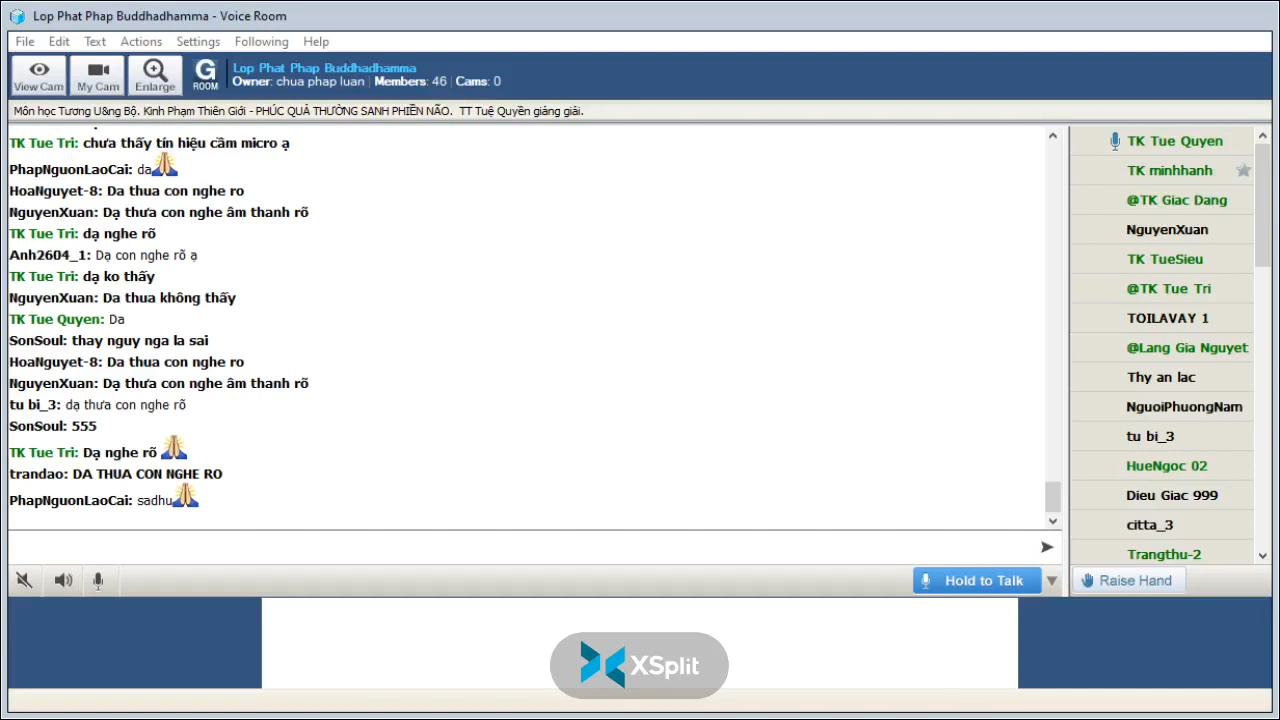 Lop Phat Phap Buddhadhamma - Voice Room
File Edit Text Actions Settings Following Help
View Cam
My Cam
Enlarge
G ROOM
Lop Phat Phap Buddhadhamma
Owner: chua phap luan | Members: 46 | Cams: 0
Môn học Tương U&ng Bộ. Kinh Phạm Thiên Giới - PHÚC QUẢ THƯỜNG SANH PHIỀN NÃO. TT Tuệ Quyền giảng giải.
TK Tue Tri: chưa thấy tín hiệu cầm micro ạ
PhapNguonLaoCai: da
HoaNguyet-8: Da thua con nghe ro
NguyenXuan: Dạ thưa con nghe âm thanh rõ
TK Tue Tri: dạ nghe rõ
Anh2604_1: Dạ con nghe rõ ạ
TK Tue Tri: dạ ko thấy
NguyenXuan: Da thua không thấy
TK Tue Quyen: Da
SonSoul: thay nguy nga la sai
HoaNguyet-8: Da thua con nghe ro
NguyenXuan: Dạ thưa con nghe âm thanh rõ
tu bi_3: dạ thưa con nghe rõ
SonSoul: 555
TK Tue Tri: Dạ nghe rõ
trandao: DA THUA CON NGHE RO
PhapNguonLaoCai: sadhu
TK Tue Quyen
TK minhhanh
@TK Giac Dang
NguyenXuan
TK TueSieu
@TK Tue Tri
TOILAVAY 1
@Lang Gia Nguyet
Thy an lac
NguoiPhuongNam
tu bi_3
HueNgoc 02
Dieu Giac 999
citta_3
Trangthu-2
Hold to Talk
Raise Hand
XSplit